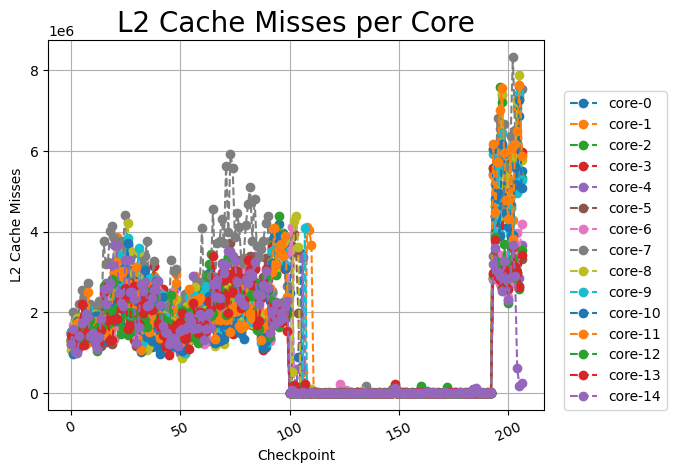 L2 Cache Misses per Core
1e6
8
6
4
2
0
L2 Cache Misses
0
50
100
150
200
Checkpoint
core-0
core-1
core-2
core-3
core-4
core-5
core-6
core-7
core-8
core-9
core-10
core-11
core-12
core-13
core-14